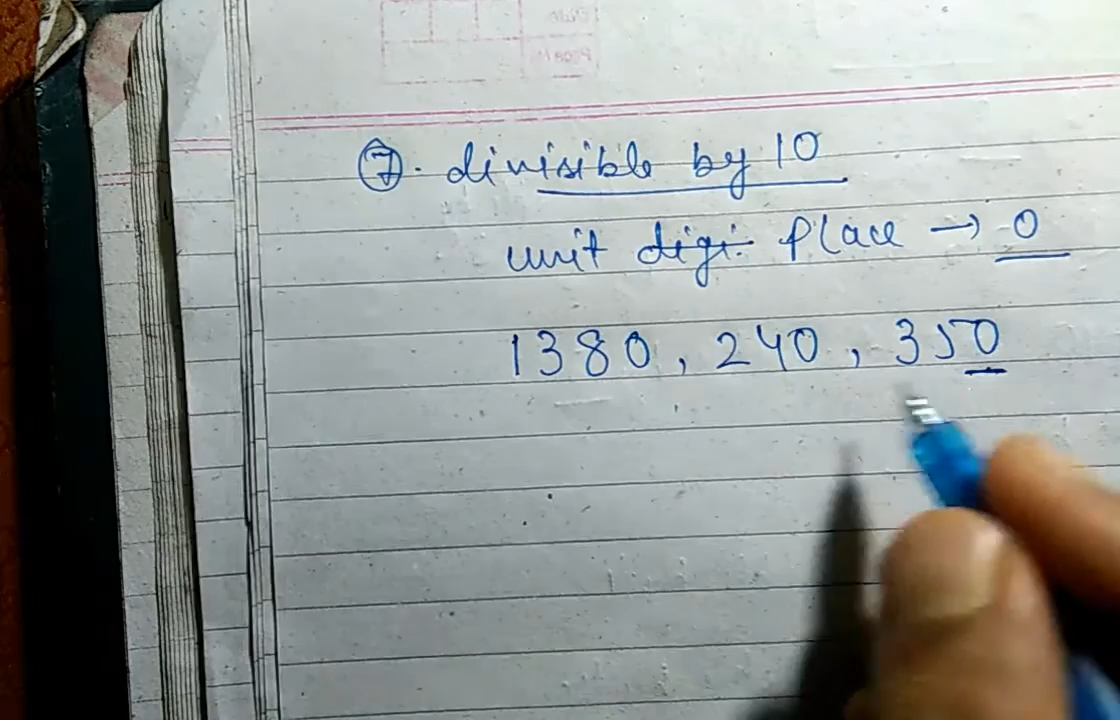 ⑦. divisible by 10
unit digi. Place → 0
1380, 240, 350